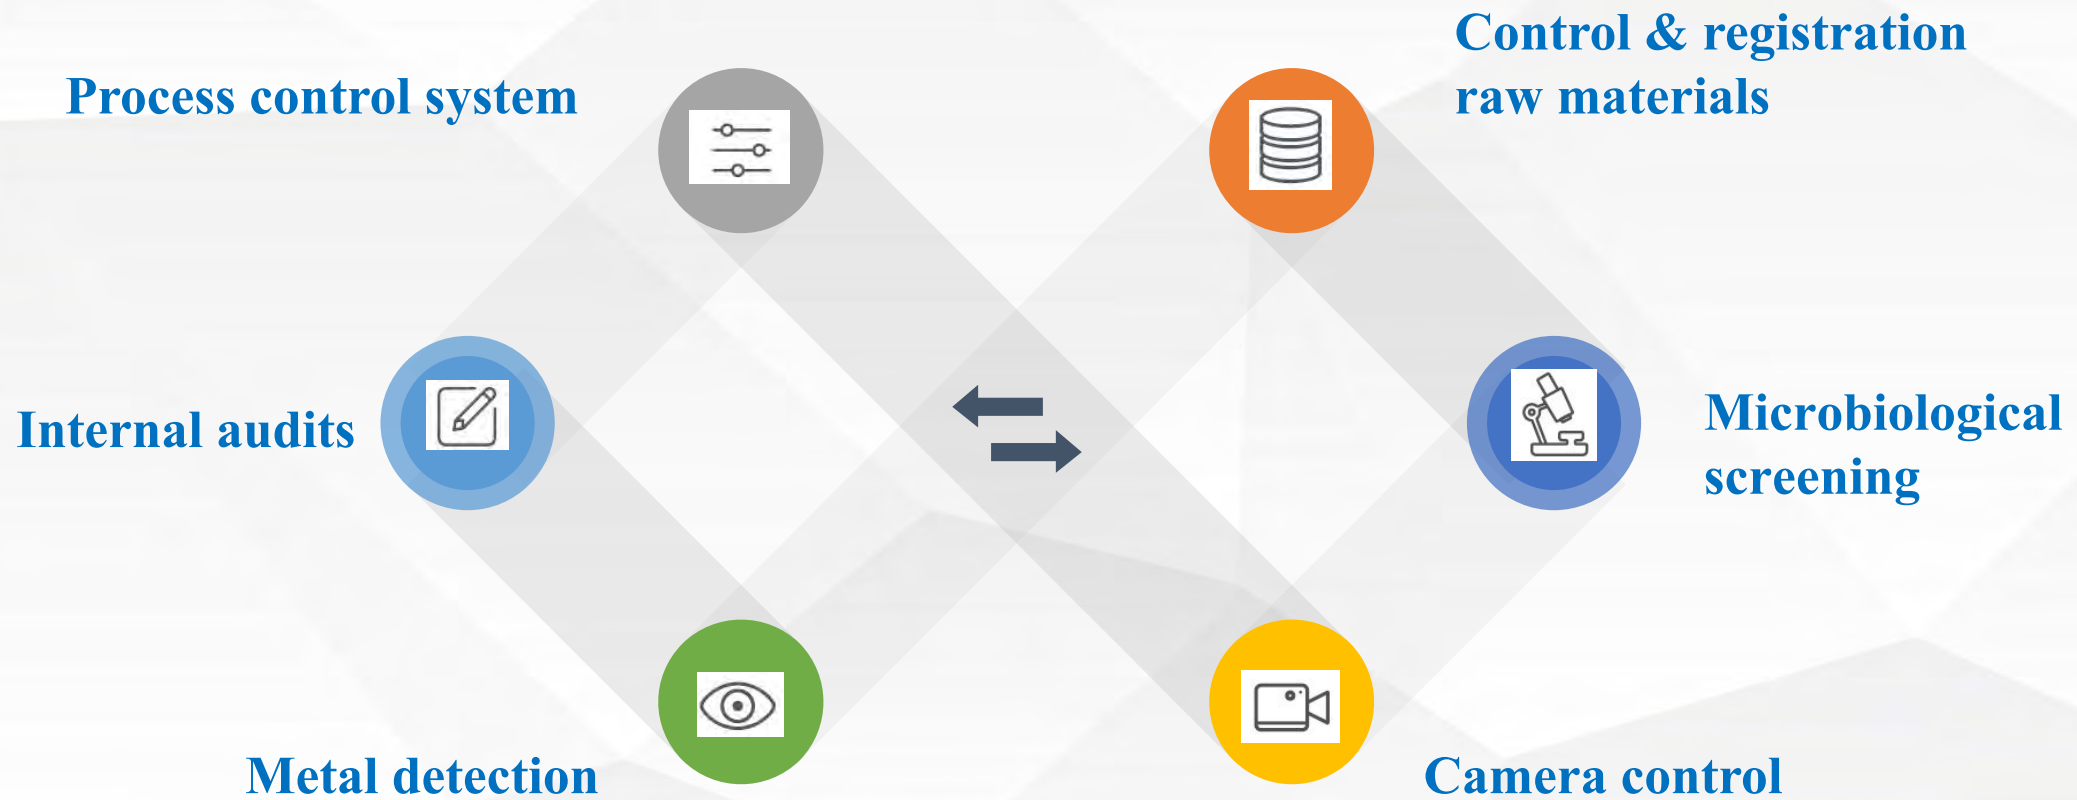 Control & registration
raw materials
Process control system
Internal audits
Microbiological
screening
Metal detection
Camera control